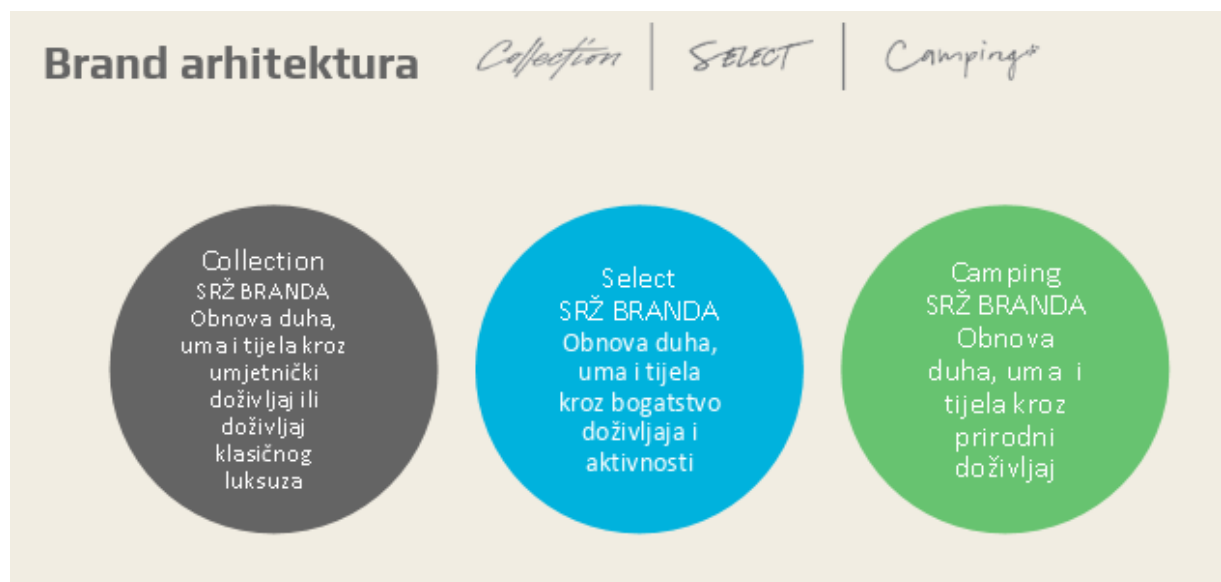 Brand arhitektura
Collection
SELECT
Camping
Collection
SRŽ BRANDA
Obnova duha,
uma i tijela kroz
umjetnički
doživljaj ili
doživljaj
klasičnog
luksuza
Select
SRŽ BRANDA
Obnova duha,
uma i tijela
kroz bogatstvo
doživljaja i
aktivnosti
Camping
SRŽ BRANDA
Obnova
duha, uma i
tijela kroz
prirodni
doživljaj